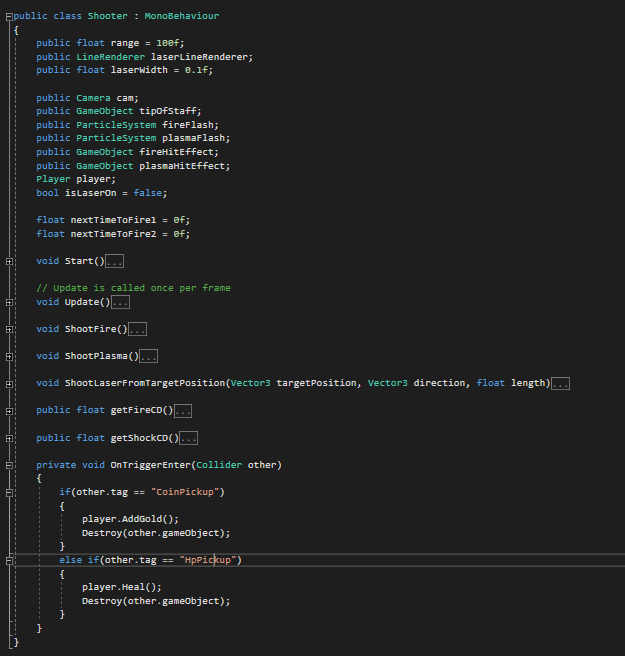 public class Shooter : MonoBehaviour
{
public float range = 100f;
public LineRenderer laserLineRenderer;
public float laserWidth = 0.1f;
public Camera cam;
public GameObject tipOfStaff;
public ParticleSystem fireFlash;
public ParticleSystem plasmaFlash;
public GameObject fireHitEffect;
public GameObject plasmaHitEffect;
Player player;
bool isLaserOn = false;
float nextTimeToFire1 = 0f;
float nextTimeToFire2 = 0f;
void Start()...
// Update is called once per frame
void Update()...
void ShootFire()...
void ShootPlasma()...
void ShootLaserFromTargetPosition(Vector3 targetPosition, Vector3 direction, float length)...
public float getFireCD()...
public float getShockCD()...
private void OnTriggerEnter(Collider other)
{
if(other.tag == "CoinPickup")
{
player.AddGold();
Destroy(other.gameObject);
}
else if(other.tag == "HpPickup")
{
player.Heal();
Destroy(other.gameObject);
}
}
}